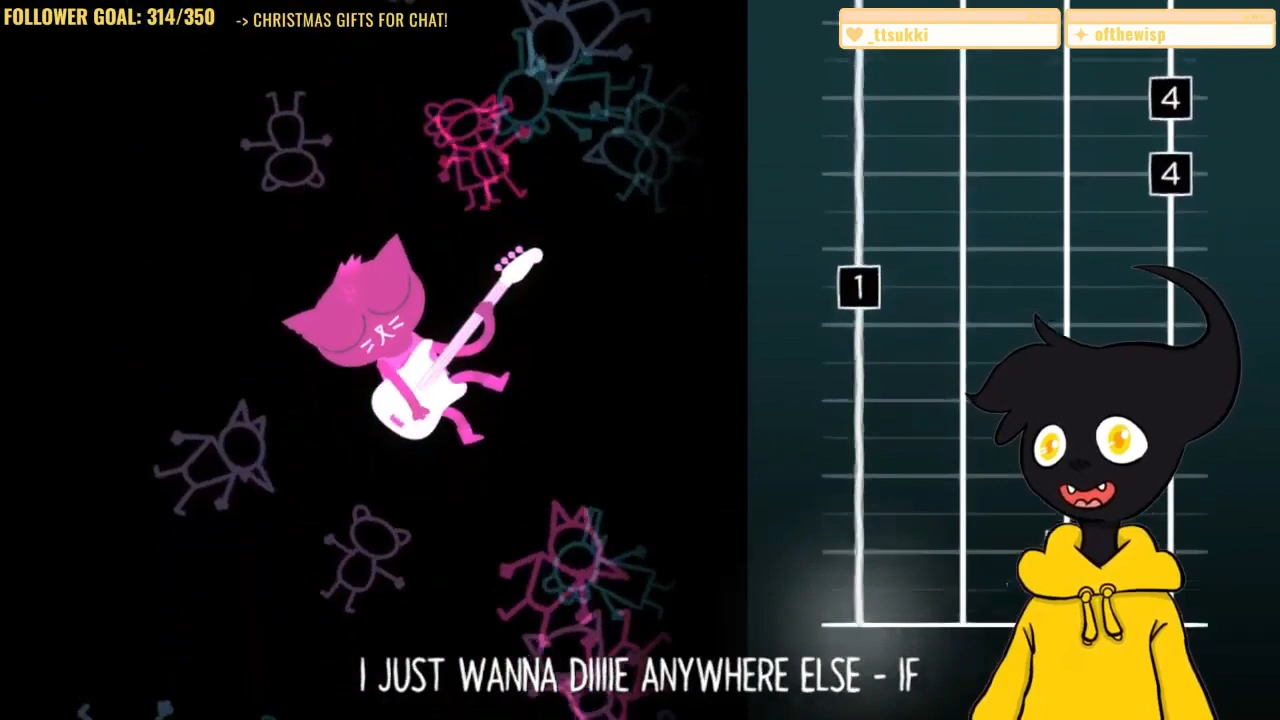 FOLLOWER GOAL: 314/350
-> CHRISTMAS GIFTS FOR CHAT!
_ttsukki
ofthewisp
4
4
1
I JUST WANNA DIIIIE ANYWHERE ELSE - IF